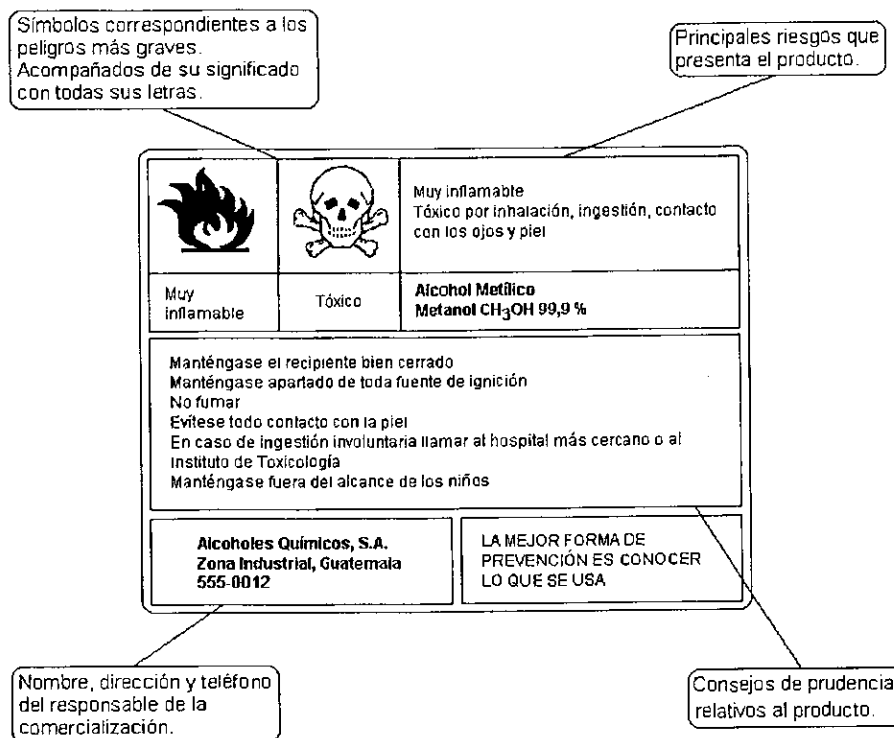 Símbolos correspondientes a los
peligros más graves.
Acompañados de su significado
con todas sus letras.
Principales riesgos que
presenta el producto.
Muy inflamable
Tóxico por inhalación, ingestión, contacto
con los ojos y piel
Muy
inflamable
Tóxico
Alcohol Metílico
Metanol CH₃OH 99,9 %
Manténgase el recipiente bien cerrado
Manténgase apartado de toda fuente de ignición
No fumar
Evítese todo contacto con la piel
En caso de ingestión involuntaria llamar al hospital más cercano o al
Instituto de Toxicología
Manténgase fuera del alcance de los niños
Alcoholes Químicos, S.A.
Zona Industrial, Guatemala
555-0012
LA MEJOR FORMA DE
PREVENCIÓN ES CONOCER
LO QUE SE USA
Nombre, dirección y teléfono
del responsable de la
comercialización.
Consejos de prudencia
relativos al producto.